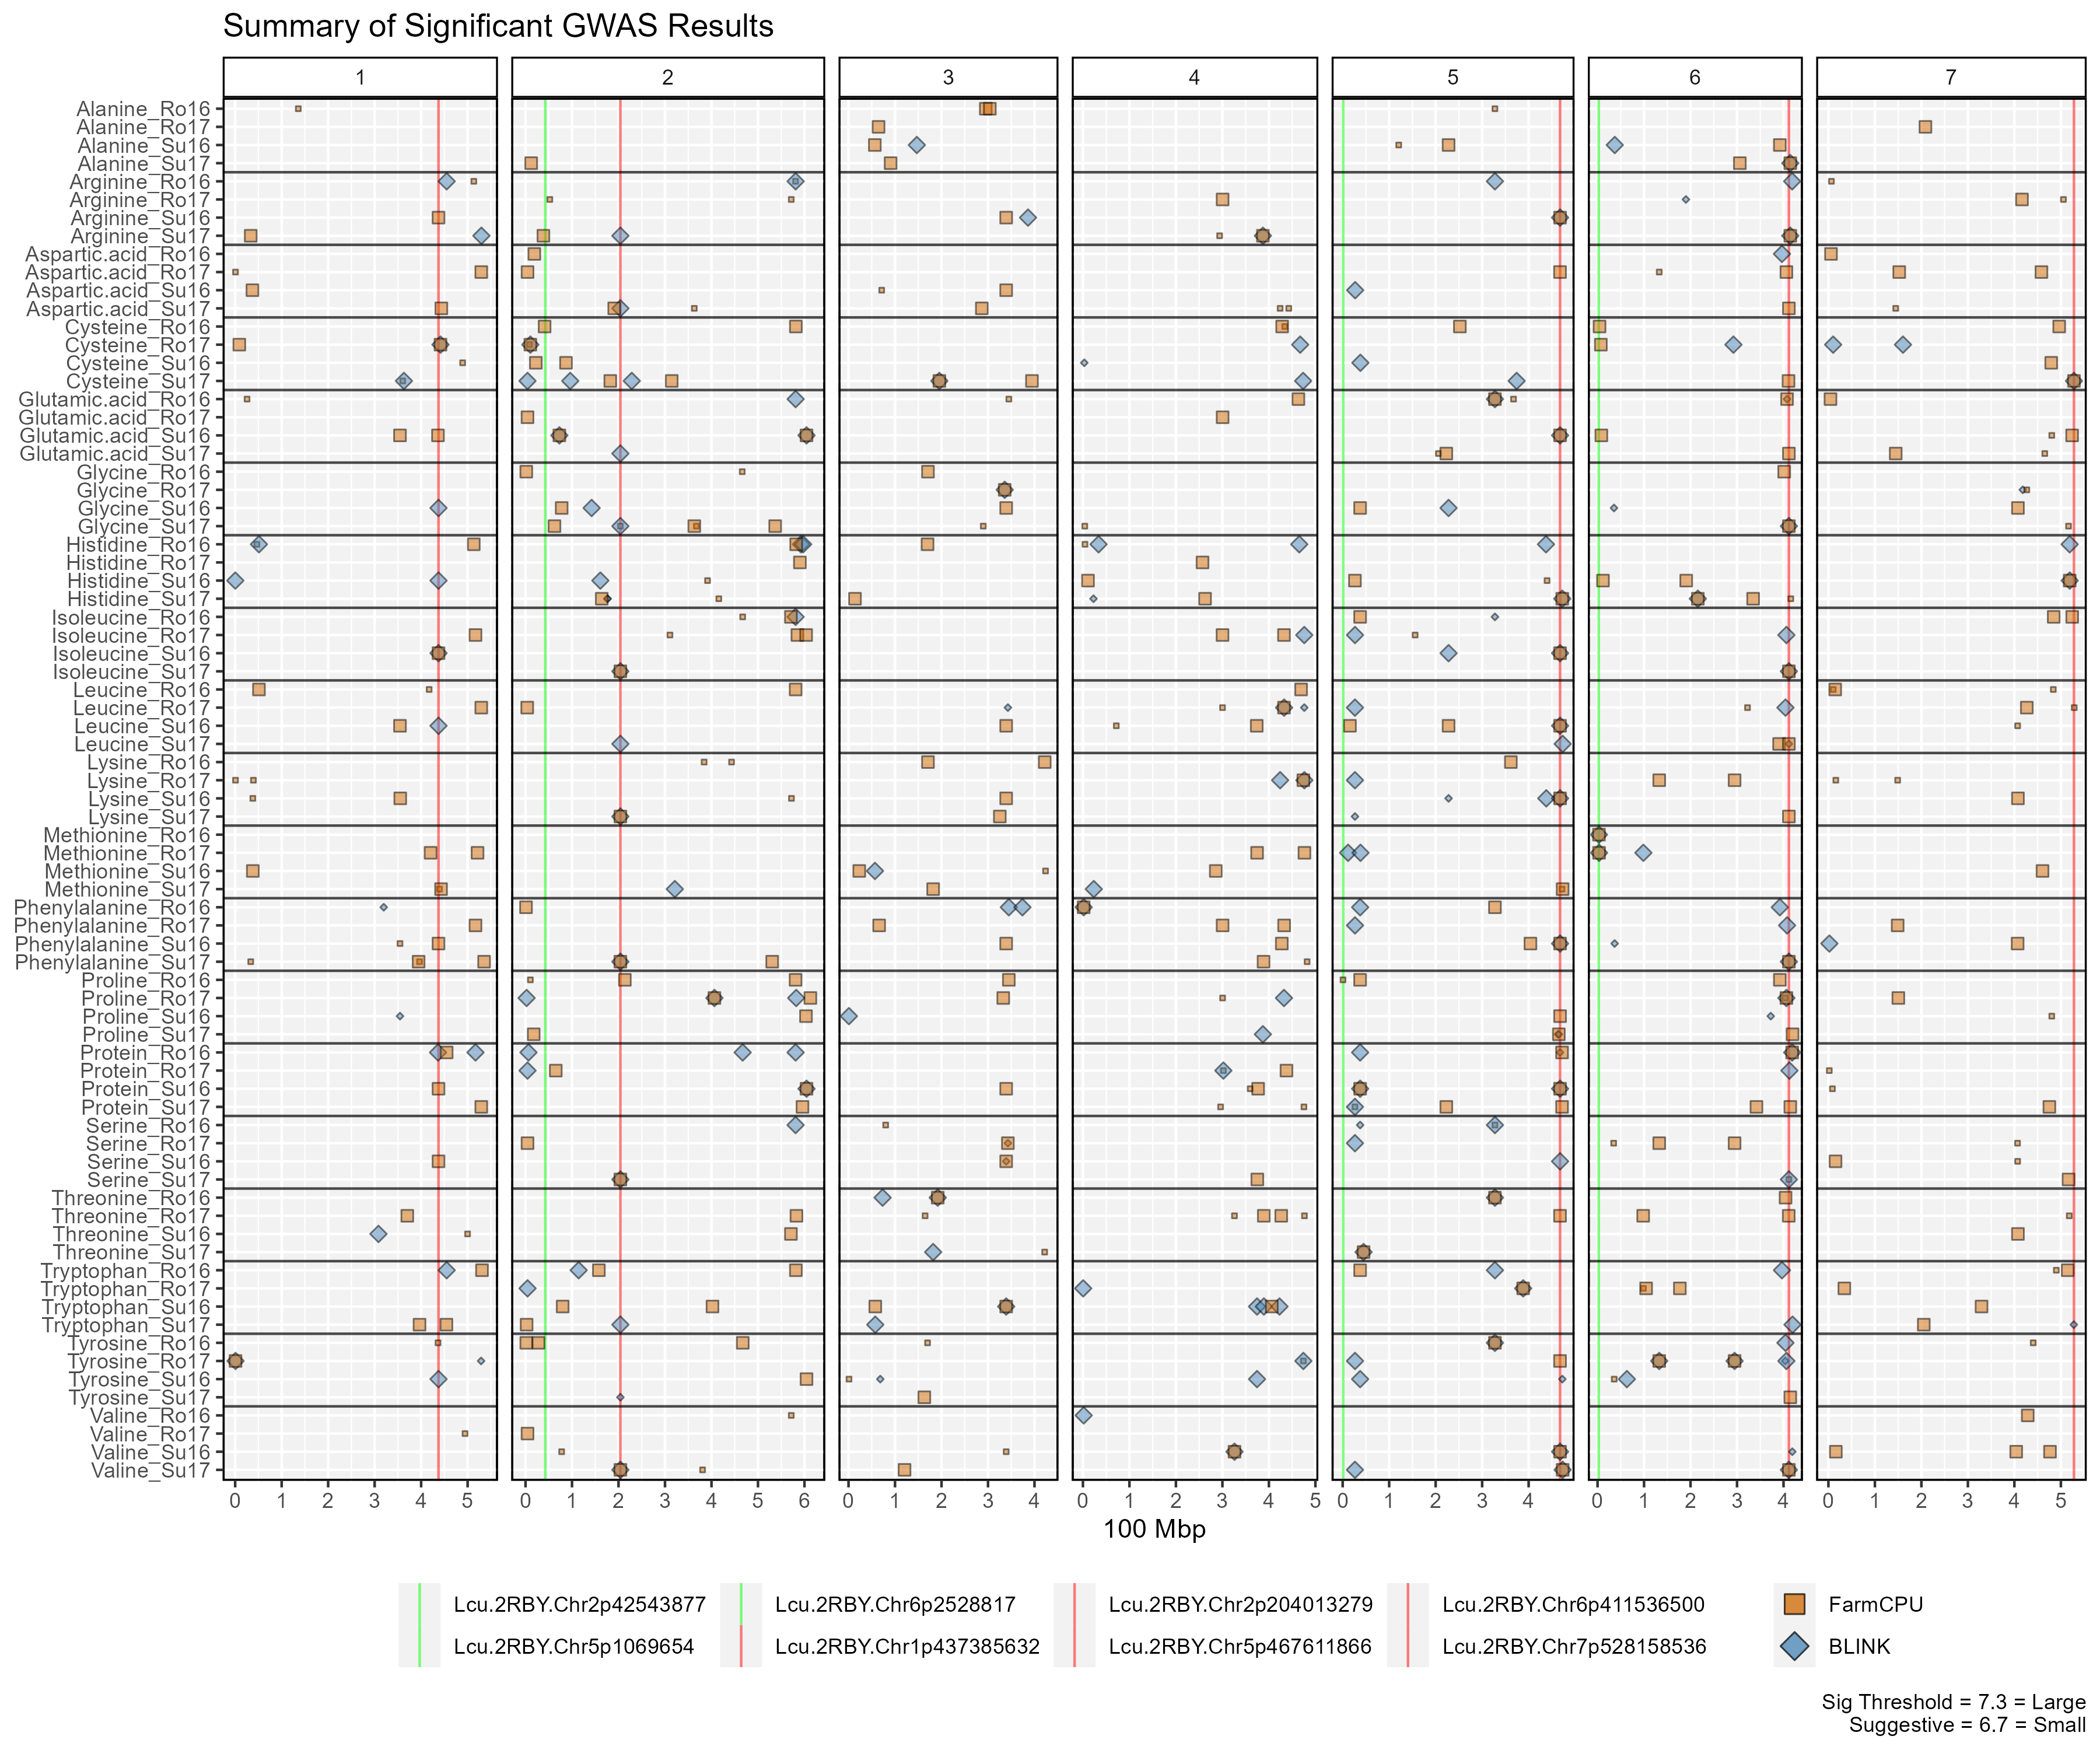 Summary of Significant GWAS Results
1 2 3 4 5 6 7
Alanine_Ro16
Alanine_Ro17
Alanine_Su16
Alanine_Su17
Arginine_Ro16
Arginine_Ro17
Arginine_Su16
Arginine_Su17
Aspartic.acid_Ro16
Aspartic.acid_Ro17
Aspartic.acid_Su16
Aspartic.acid_Su17
Cysteine_Ro16
Cysteine_Ro17
Cysteine_Su16
Cysteine_Su17
Glutamic.acid_Ro16
Glutamic.acid_Ro17
Glutamic.acid_Su16
Glutamic.acid_Su17
Glycine_Ro16
Glycine_Ro17
Glycine_Su16
Glycine_Su17
Histidine_Ro16
Histidine_Ro17
Histidine_Su16
Histidine_Su17
Isoleucine_Ro16
Isoleucine_Ro17
Isoleucine_Su16
Isoleucine_Su17
Leucine_Ro16
Leucine_Ro17
Leucine_Su16
Leucine_Su17
Lysine_Ro16
Lysine_Ro17
Lysine_Su16
Lysine_Su17
Methionine_Ro16
Methionine_Ro17
Methionine_Su16
Methionine_Su17
Phenylalanine_Ro16
Phenylalanine_Ro17
Phenylalanine_Su16
Phenylalanine_Su17
Proline_Ro16
Proline_Ro17
Proline_Su16
Proline_Su17
Protein_Ro16
Protein_Ro17
Protein_Su16
Protein_Su17
Serine_Ro16
Serine_Ro17
Serine_Su16
Serine_Su17
Threonine_Ro16
Threonine_Ro17
Threonine_Su16
Threonine_Su17
Tryptophan_Ro16
Tryptophan_Ro17
Tryptophan_Su16
Tryptophan_Su17
Tyrosine_Ro16
Tyrosine_Ro17
Tyrosine_Su16
Tyrosine_Su17
Valine_Ro16
Valine_Ro17
Valine_Su16
Valine_Su17
0 1 2 3 4 5 0 1 2 3 4 5 6 0 1 2 3 4 0 1 2 3 4 5 0 1 2 3 4 0 1 2 3 4 0 1 2 3 4 5
100 Mbp
Lcu.2RBY.Chr2p42543877 Lcu.2RBY.Chr6p2528817 Lcu.2RBY.Chr2p204013279 Lcu.2RBY.Chr6p411536500 FarmCPU
Lcu.2RBY.Chr5p1069654 Lcu.2RBY.Chr1p437385632 Lcu.2RBY.Chr5p467611866 Lcu.2RBY.Chr7p528158536 BLINK
Sig Threshold = 7.3 = Large
Suggestive = 6.7 = Small